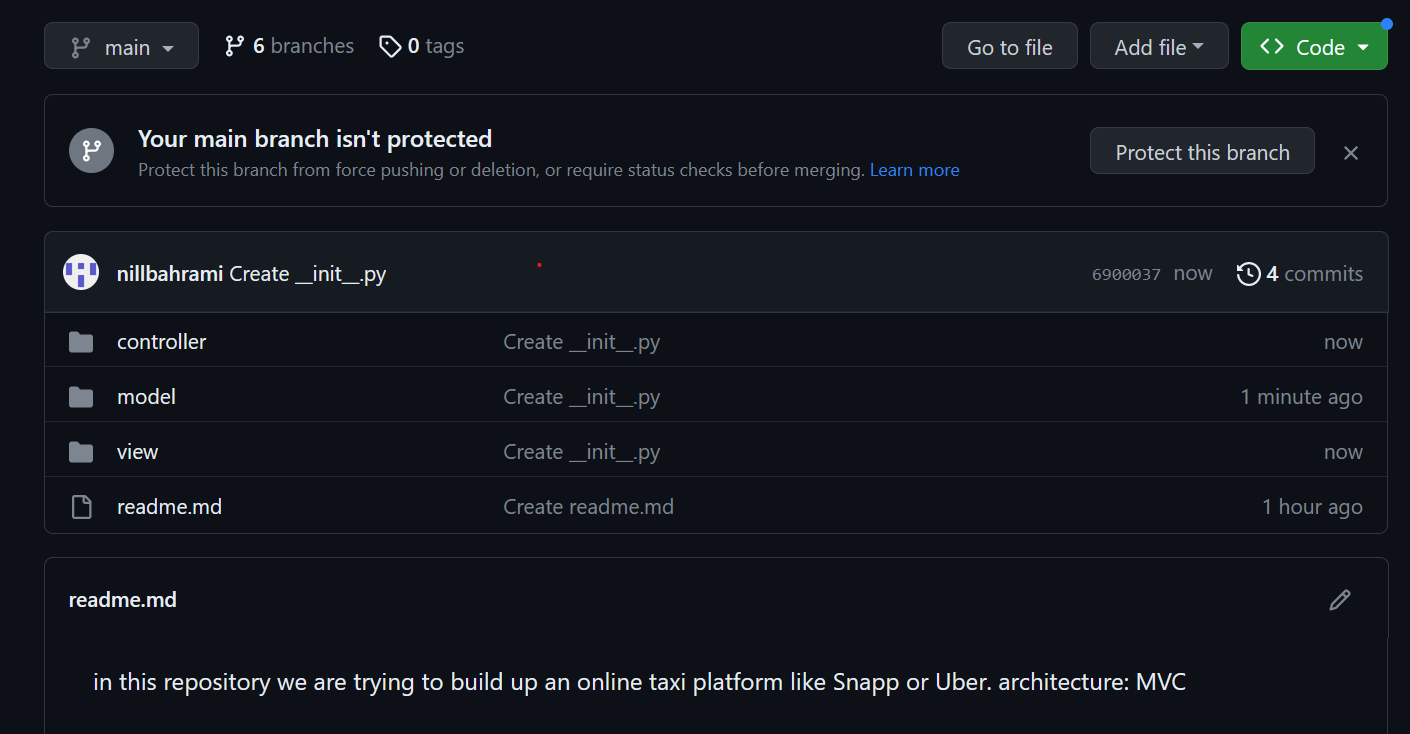 main 6 branches 0 tags Go to file Add file Code
Your main branch isn't protected
Protect this branch from force pushing or deletion, or require status checks before merging. Learn more
Protect this branch
nillbahrami Create __init__.py 6900037 now 4 commits
controller Create __init__.py now
model Create __init__.py 1 minute ago
view Create __init__.py now
readme.md Create readme.md 1 hour ago
readme.md
in this repository we are trying to build up an online taxi platform like Snapp or Uber. architecture: MVC